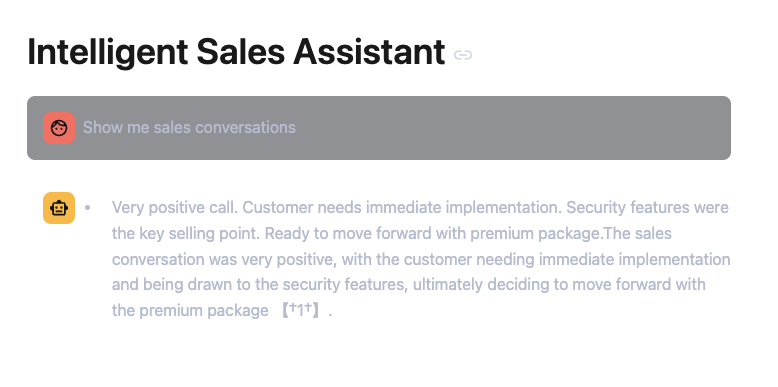 Intelligent Sales Assistant
Show me sales conversations
• Very positive call. Customer needs immediate implementation. Security features were
the key selling point. Ready to move forward with premium package.The sales
conversation was very positive, with the customer needing immediate implementation
and being drawn to the security features, ultimately deciding to move forward with
the premium package 【†1†】.